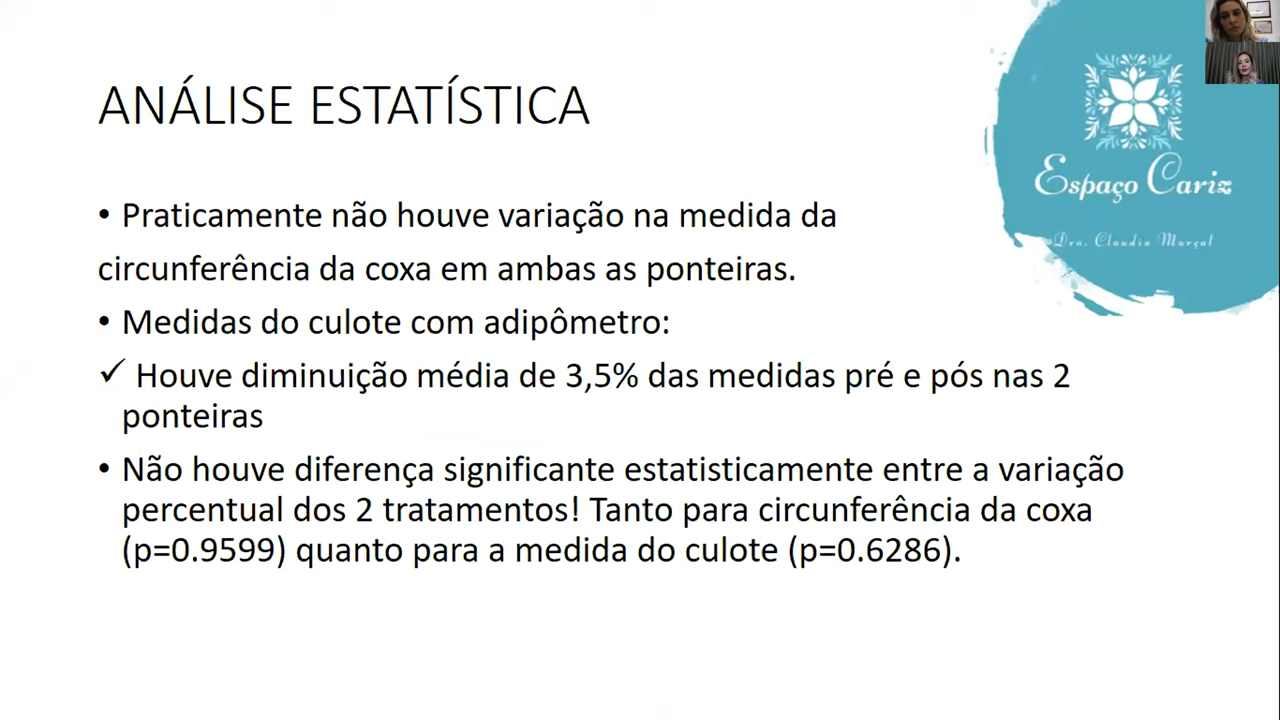 ANÁLISE ESTATÍSTICA
Espaço Cariz
Dra. Claudia Marçal
• Praticamente não houve variação na medida da
circunferência da coxa em ambas as ponteiras.
• Medidas do culote com adipômetro:
✓ Houve diminuição média de 3,5% das medidas pré e pós nas 2
ponteiras
• Não houve diferença significante estatisticamente entre a variação
percentual dos 2 tratamentos! Tanto para circunferência da coxa
(p=0.9599) quanto para a medida do culote (p=0.6286).